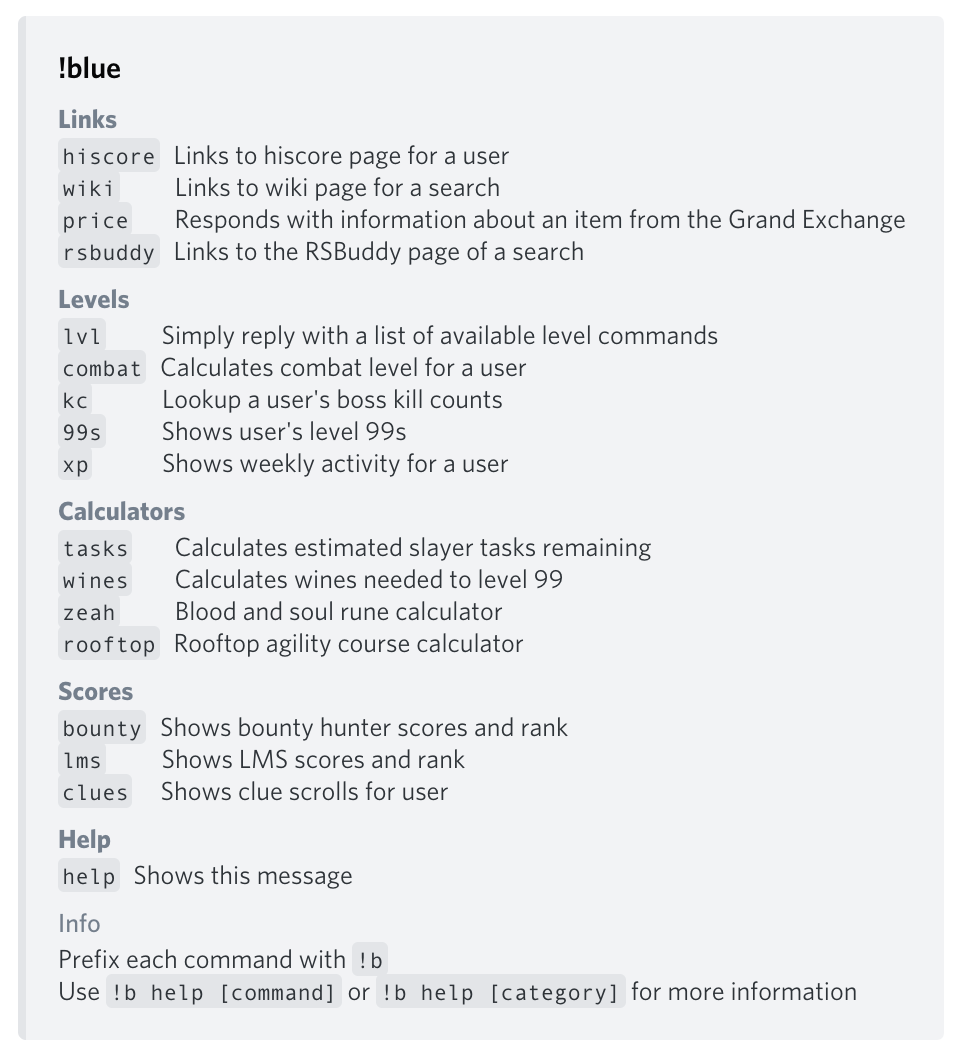 !blue
Links
hiscore Links to hiscore page for a user
wiki Links to wiki page for a search
price Responds with information about an item from the Grand Exchange
rsbuddy Links to the RSBuddy page of a search
Levels
lvl Simply reply with a list of available level commands
combat Calculates combat level for a user
kc Lookup a user's boss kill counts
99s Shows user's level 99s
xp Shows weekly activity for a user
Calculators
tasks Calculates estimated slayer tasks remaining
wines Calculates wines needed to level 99
zeah Blood and soul rune calculator
rooftop Rooftop agility course calculator
Scores
bounty Shows bounty hunter scores and rank
lms Shows LMS scores and rank
clues Shows clue scrolls for user
Help
help Shows this message
Info
Prefix each command with !b
Use !b help [command] or !b help [category] for more information